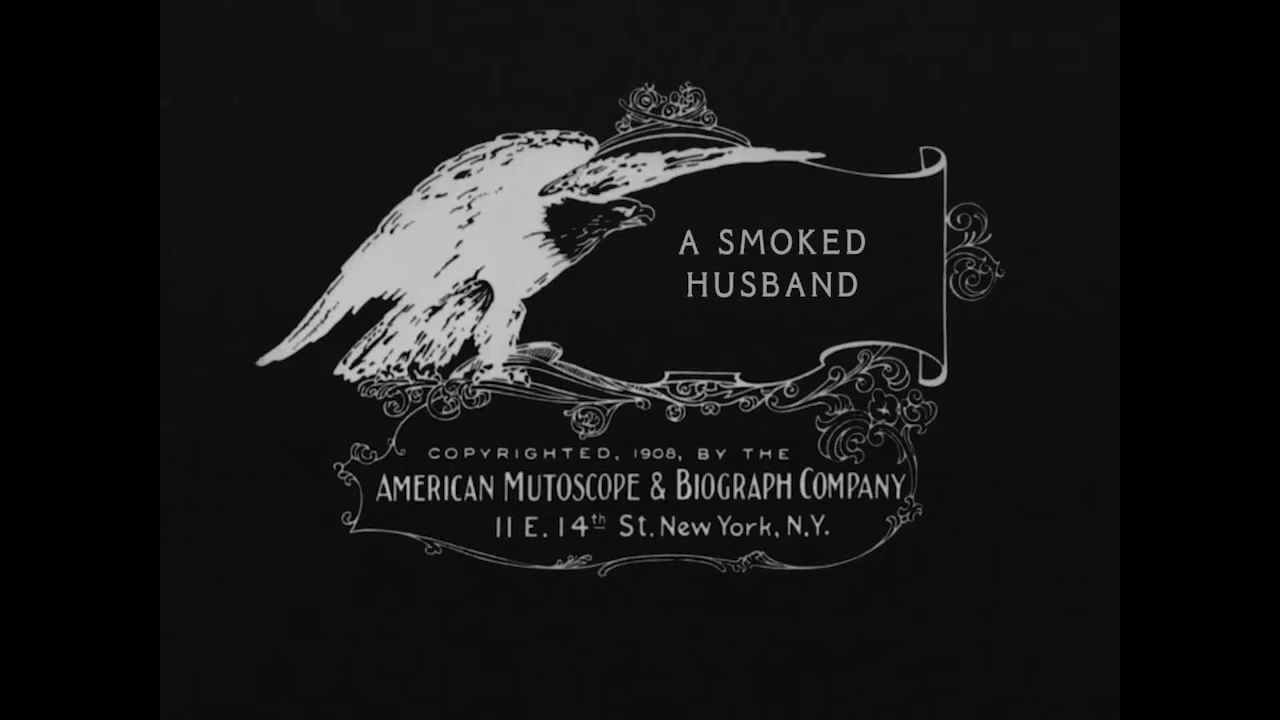 A SMOKED
HUSBAND
COPYRIGHTED, 1908, BY THE
AMERICAN MUTOSCOPE & BIOGRAPH COMPANY
11 E. 14th St. New York, N.Y.